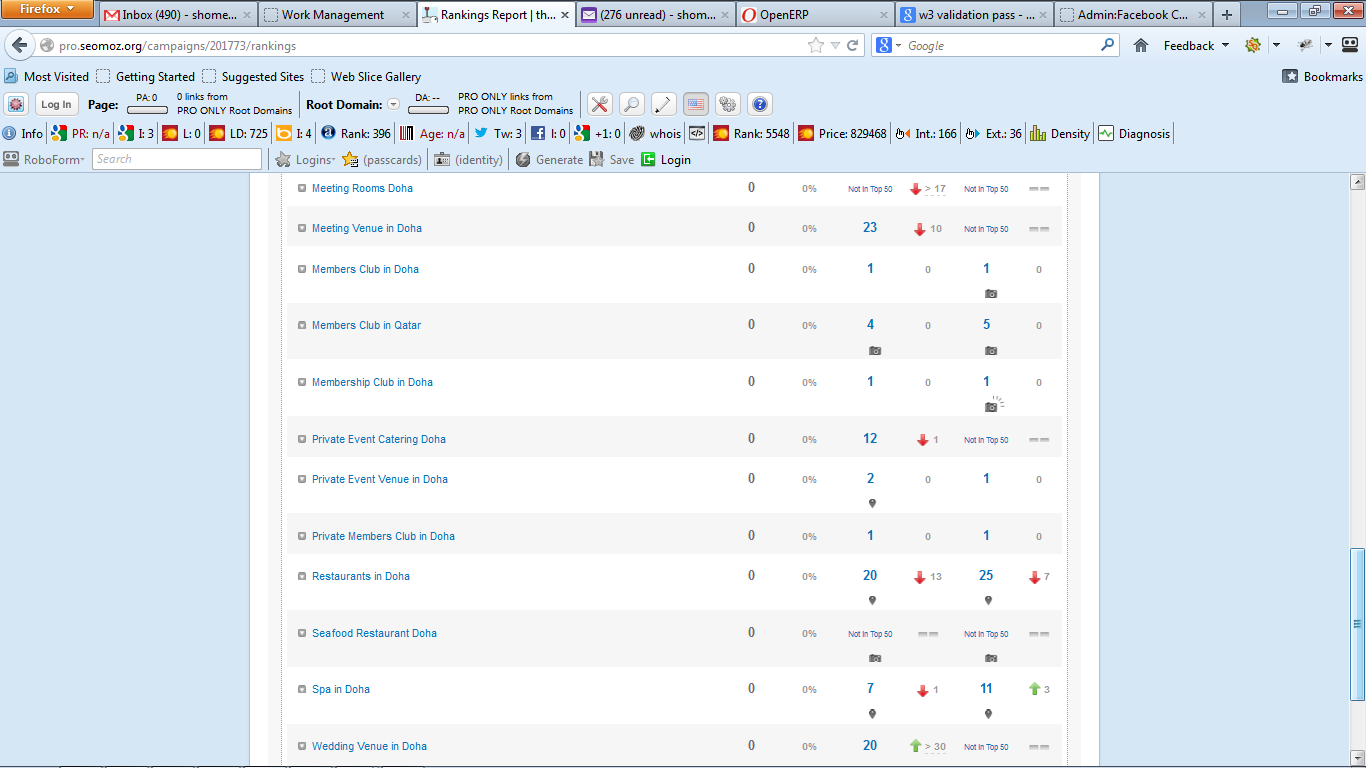 Firefox
Inbox (490) - shome...
Work Management
Rankings Report | th...
(276 unread) - shom...
OpenERP
w3 validation pass - ...
Admin:Facebook C...
pro.seomoz.org/campaigns/201773/rankings
Google
Feedback
Most Visited Getting Started Suggested Sites Web Slice Gallery Bookmarks
Log In Page: PA: 0 0 links from PRO ONLY Root Domains Root Domain: DA: -- PRO ONLY links from PRO ONLY Root Domains
Info PR: n/a I: 3 L: 0 LD: 725 I: 4 Rank: 396 Age: n/a Tw: 3 I: 0 +1: 0 whois Rank: 5548 Price: 829468 Int.: 166 Ext.: 36 Density Diagnosis
RoboForm Search Logins (passcards) (identity) Generate Save Login
Meeting Rooms Doha 0 0% Not In Top 50 > 17 Not In Top 50
Meeting Venue in Doha 0 0% 23 10 Not In Top 50
Members Club in Doha 0 0% 1 0 1 0
Members Club in Qatar 0 0% 4 0 5 0
Membership Club in Doha 0 0% 1 0 1 0
Private Event Catering Doha 0 0% 12 1 Not In Top 50
Private Event Venue in Doha 0 0% 2 0 1 0
Private Members Club in Doha 0 0% 1 0 1 0
Restaurants in Doha 0 0% 20 13 25 7
Seafood Restaurant Doha 0 0% Not In Top 50 Not In Top 50
Spa in Doha 0 0% 7 1 11 3
Wedding Venue in Doha 0 0% 20 > 30 Not In Top 50